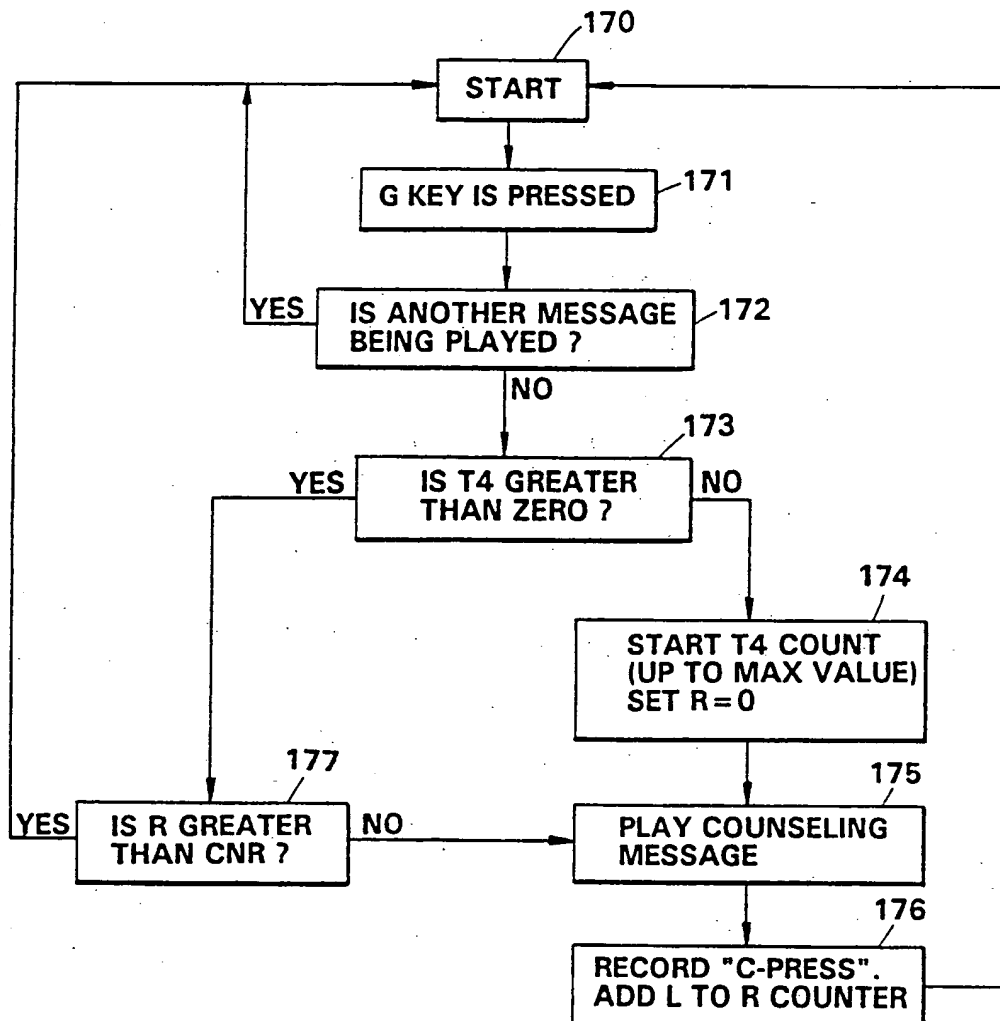 170
START
G KEY IS PRESSED
171
YES
IS ANOTHER MESSAGE
BEING PLAYED ?
172
NO
173
YES
IS T4 GREATER
THAN ZERO ?
NO
174
START T4 COUNT
(UP TO MAX VALUE)
SET R=0
177
175
YES
IS R GREATER
THAN CNR ?
NO
PLAY COUNSELING
MESSAGE
176
RECORD "C-PRESS".
ADD L TO R COUNTER